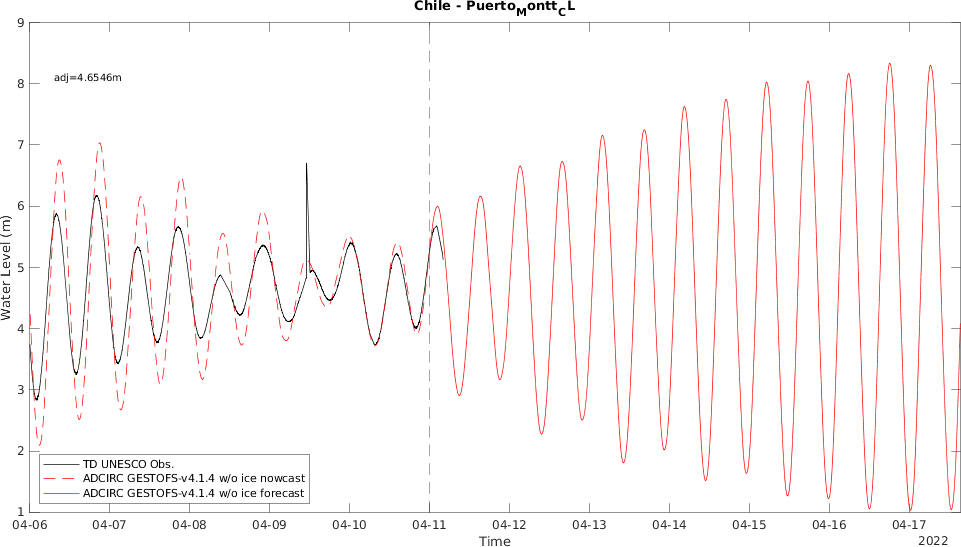 Chile - PuertoMonttCL
adj=4.6546m
9
8
7
6
5
4
3
2
1
Water Level (m)
TD UNESCO Obs.
ADCIRC GESTOFS-v4.1.4 w/o ice nowcast
ADCIRC GESTOFS-v4.1.4 w/o ice forecast
04-06 04-07 04-08 04-09 04-10 04-11 04-12 04-13 04-14 04-15 04-16 04-17
Time
2022